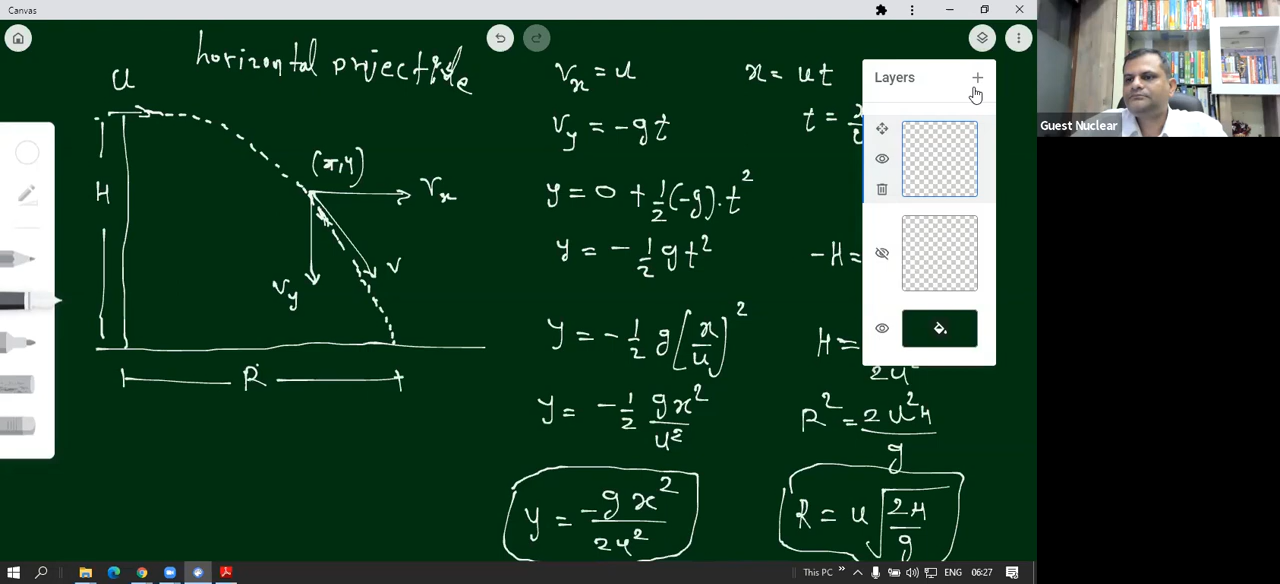 Canvas
horizontal projectile
u
H
(x,y)
Vx
Vy
V
R
Vx = u
Vy = -gt
y = 0 + 1/2 (-g).t²
y = - 1/2 gt²
y = - 1/2 g (x/u)²
y = - 1/2 gx²/u²
y = -gx²/2u²
x = ut
t =
-H =
H =
2u²
R² = 2u²H/g
R = u √2H/g
Layers
Guest Nuclear
This PC
ENG
06:27